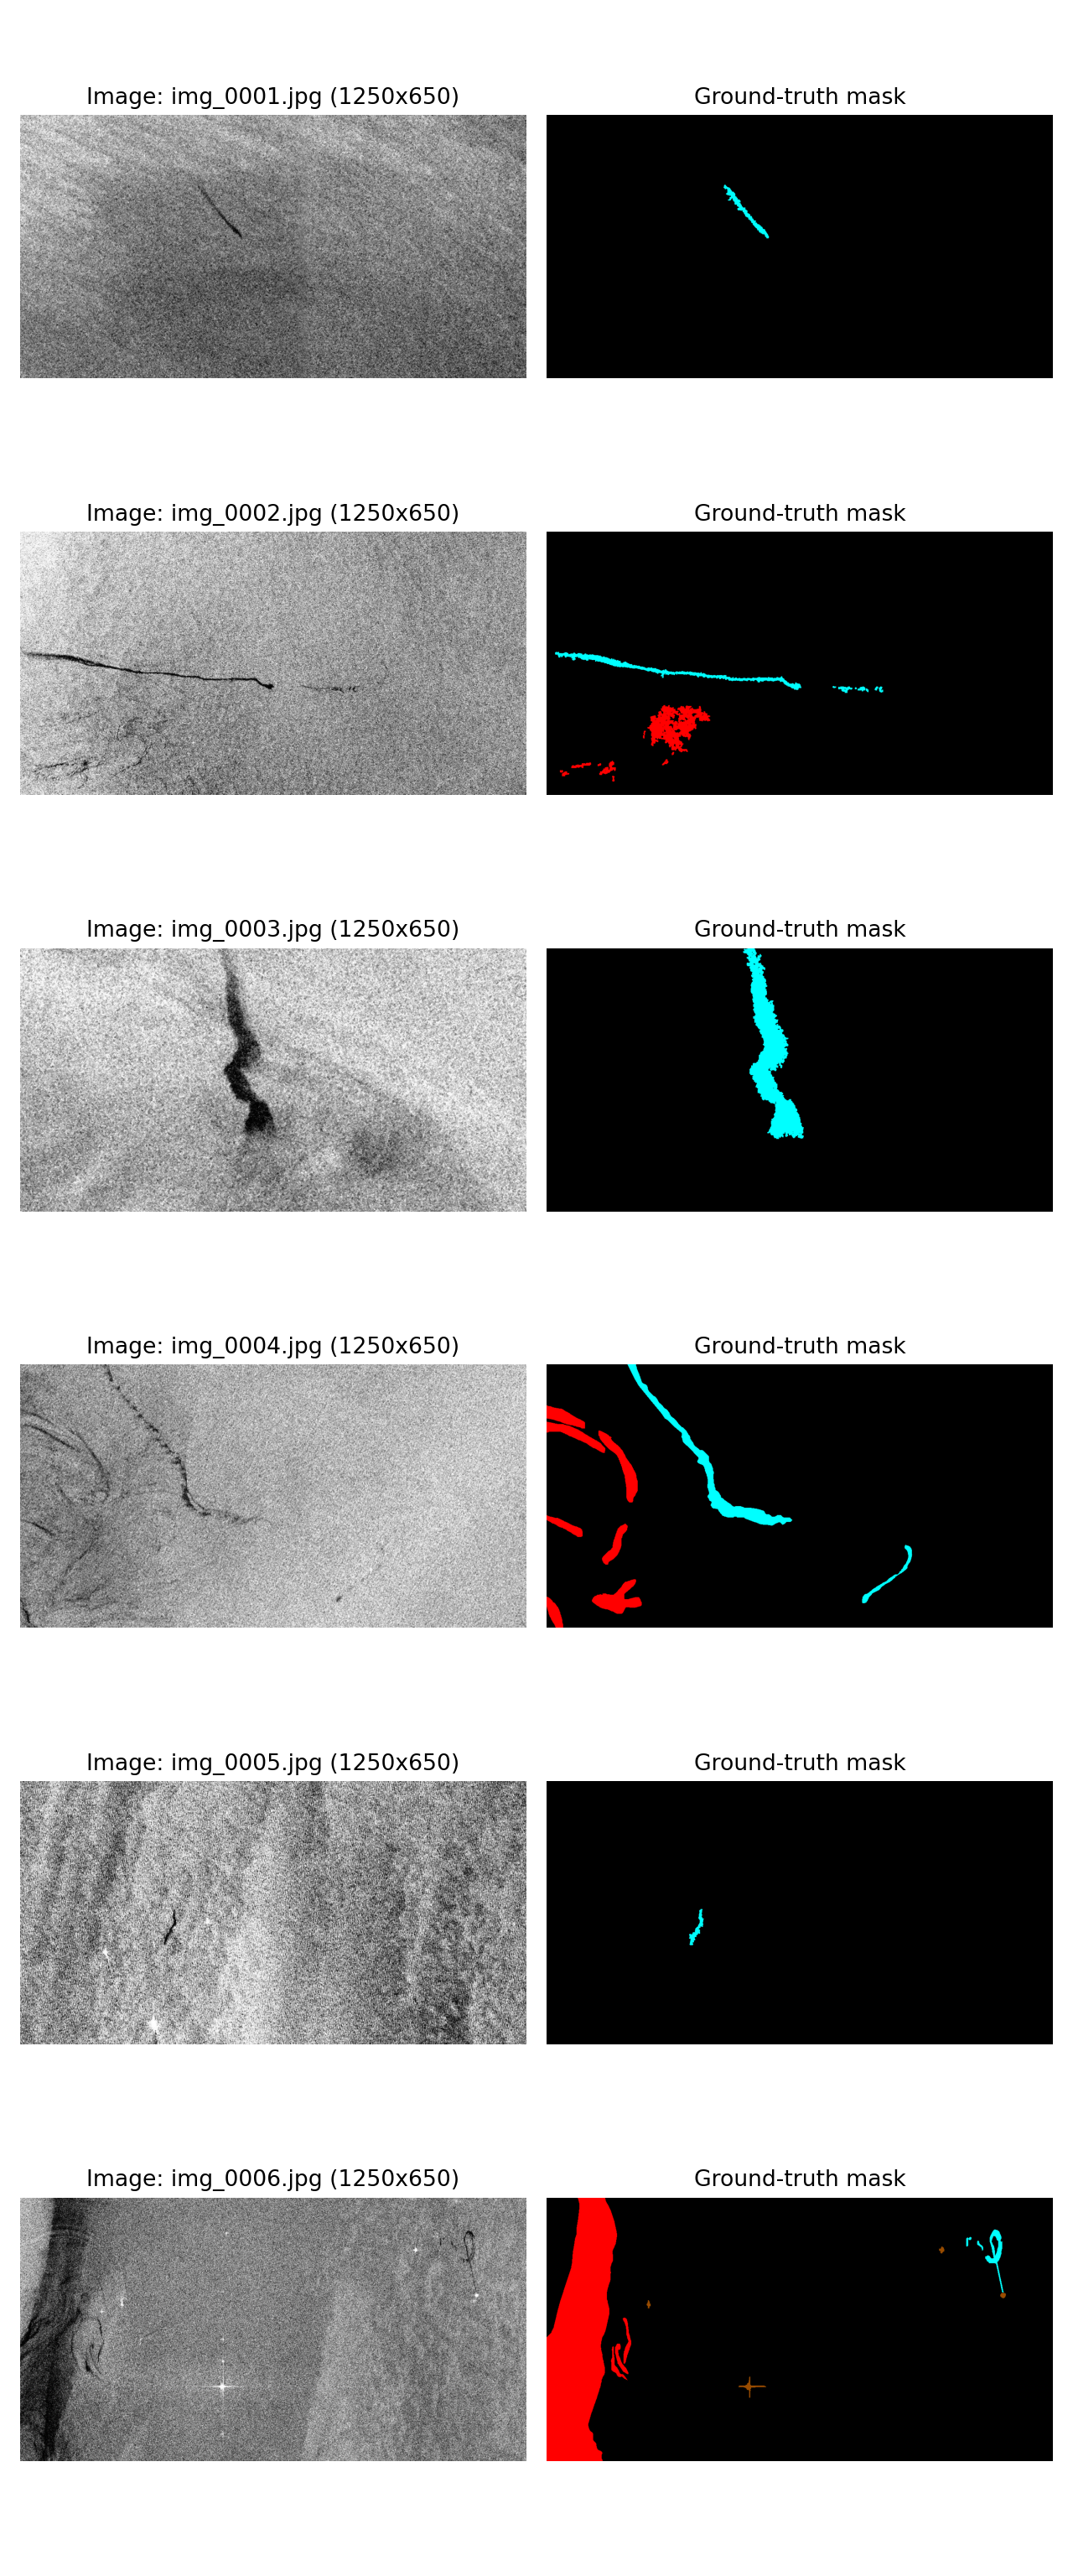 Image: img_0001.jpg (1250x650)
Ground-truth mask
Image: img_0002.jpg (1250x650)
Ground-truth mask
Image: img_0003.jpg (1250x650)
Ground-truth mask
Image: img_0004.jpg (1250x650)
Ground-truth mask
Image: img_0005.jpg (1250x650)
Ground-truth mask
Image: img_0006.jpg (1250x650)
Ground-truth mask